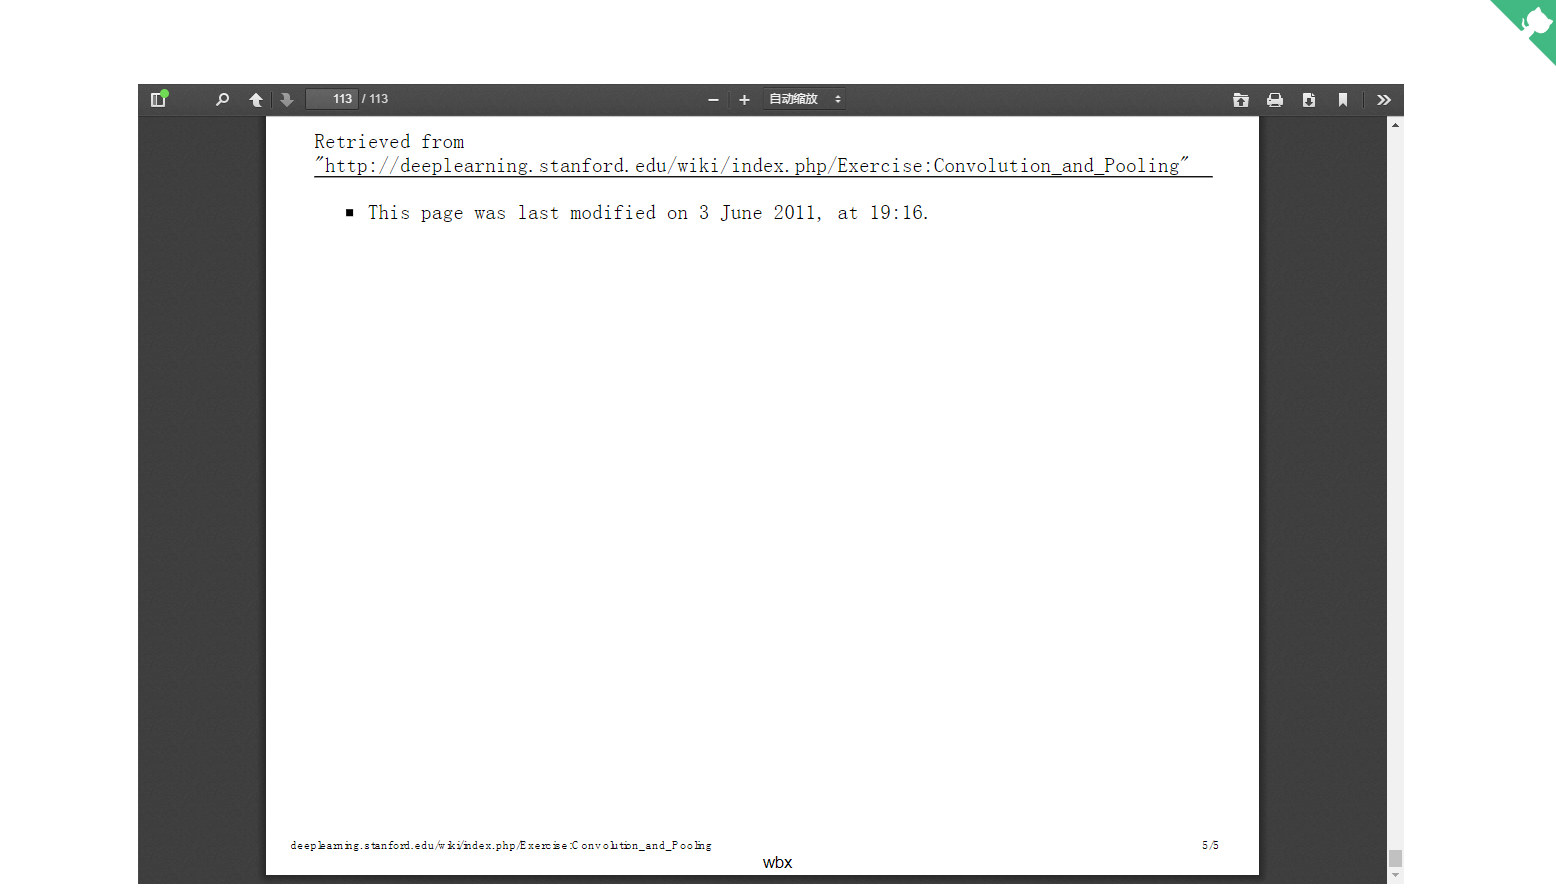 113 / 113
自动缩放
Retrieved from
"http://deeplearning.stanford.edu/wiki/index.php/Exercise:Convolution_and_Pooling"
This page was last modified on 3 June 2011, at 19:16.
deeplearning.stanford.edu/wiki/index.php/Exercise:Convolution_and_Pooling 5/5
wbx